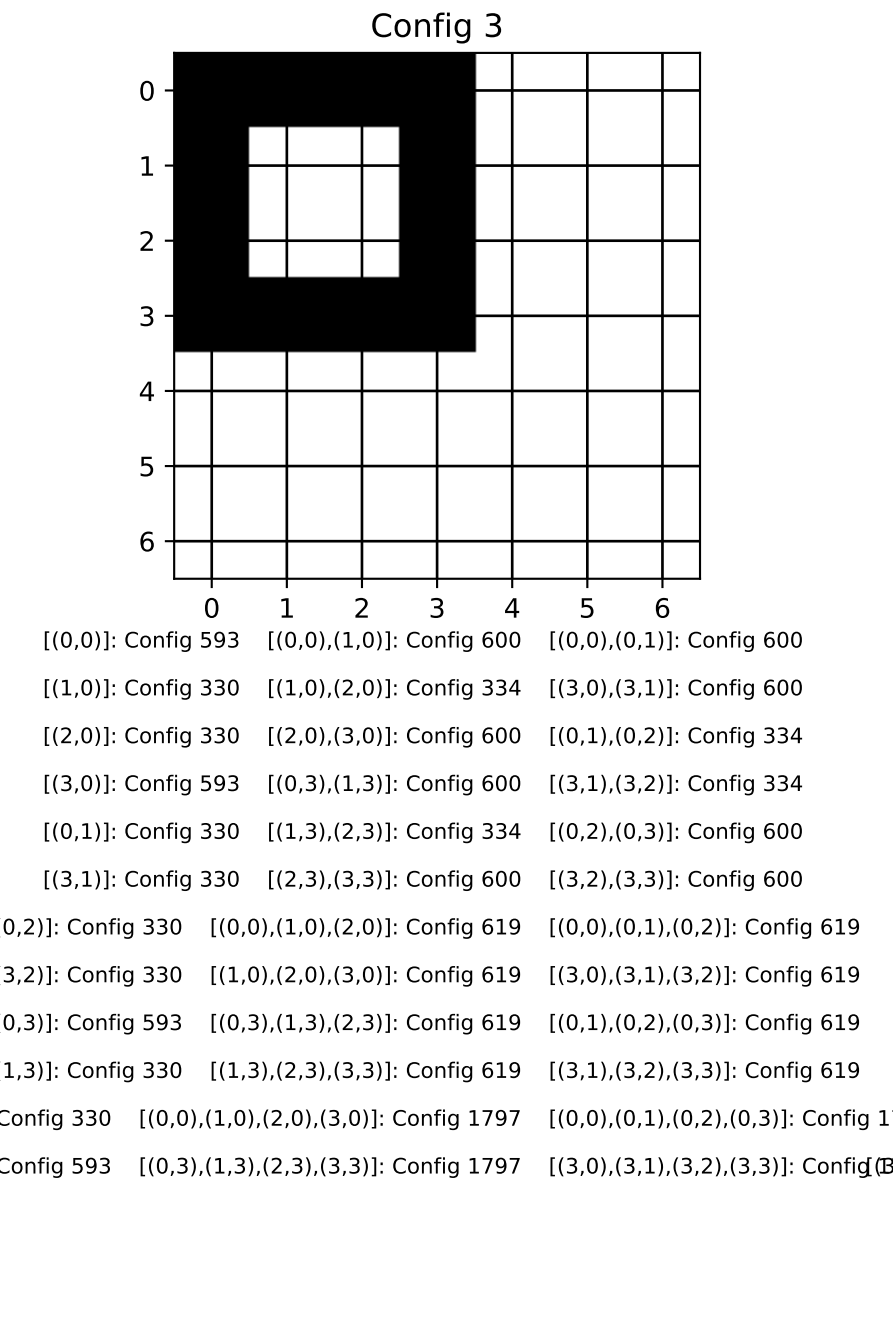 Config 3
0
1
2
3
4
5
6
0 1 2 3 4 5 6
[(0,0)]: Config 593 [(0,0),(1,0)]: Config 600 [(0,0),(0,1)]: Config 600
[(1,0)]: Config 330 [(1,0),(2,0)]: Config 334 [(3,0),(3,1)]: Config 600
[(2,0)]: Config 330 [(2,0),(3,0)]: Config 600 [(0,1),(0,2)]: Config 334
[(3,0)]: Config 593 [(0,3),(1,3)]: Config 600 [(3,1),(3,2)]: Config 334
[(0,1)]: Config 330 [(1,3),(2,3)]: Config 334 [(0,2),(0,3)]: Config 600
[(3,1)]: Config 330 [(2,3),(3,3)]: Config 600 [(3,2),(3,3)]: Config 600
0,2)]: Config 330 [(0,0),(1,0),(2,0)]: Config 619 [(0,0),(0,1),(0,2)]: Config 619
3,2)]: Config 330 [(1,0),(2,0),(3,0)]: Config 619 [(3,0),(3,1),(3,2)]: Config 619
0,3)]: Config 593 [(0,3),(1,3),(2,3)]: Config 619 [(0,1),(0,2),(0,3)]: Config 619
1,3)]: Config 330 [(1,3),(2,3),(3,3)]: Config 619 [(3,1),(3,2),(3,3)]: Config 619
Config 330 [(0,0),(1,0),(2,0),(3,0)]: Config 1797 [(0,0),(0,1),(0,2),(0,3)]: Config
Config 593 [(0,3),(1,3),(2,3),(3,3)]: Config 1797 [(3,0),(3,1),(3,2),(3,3)]: Config